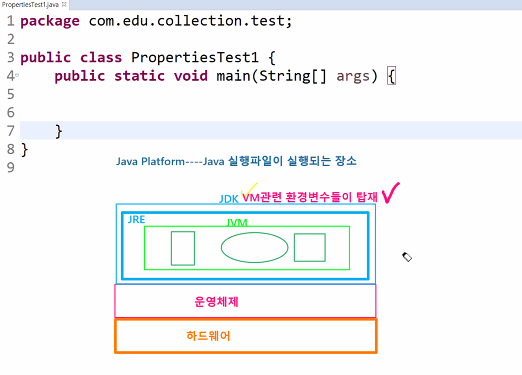 PropertiesTest1.java
1 package com.edu.collection.test;
2
3 public class PropertiesTest1 {
4 public static void main(String[] args) {
5
6
7 }
8 }
9
Java Platform----Java 실행파일이 실행되는 장소
JDK VM관련 환경변수들이 탑재
JRE
JVM
운영체제
하드웨어